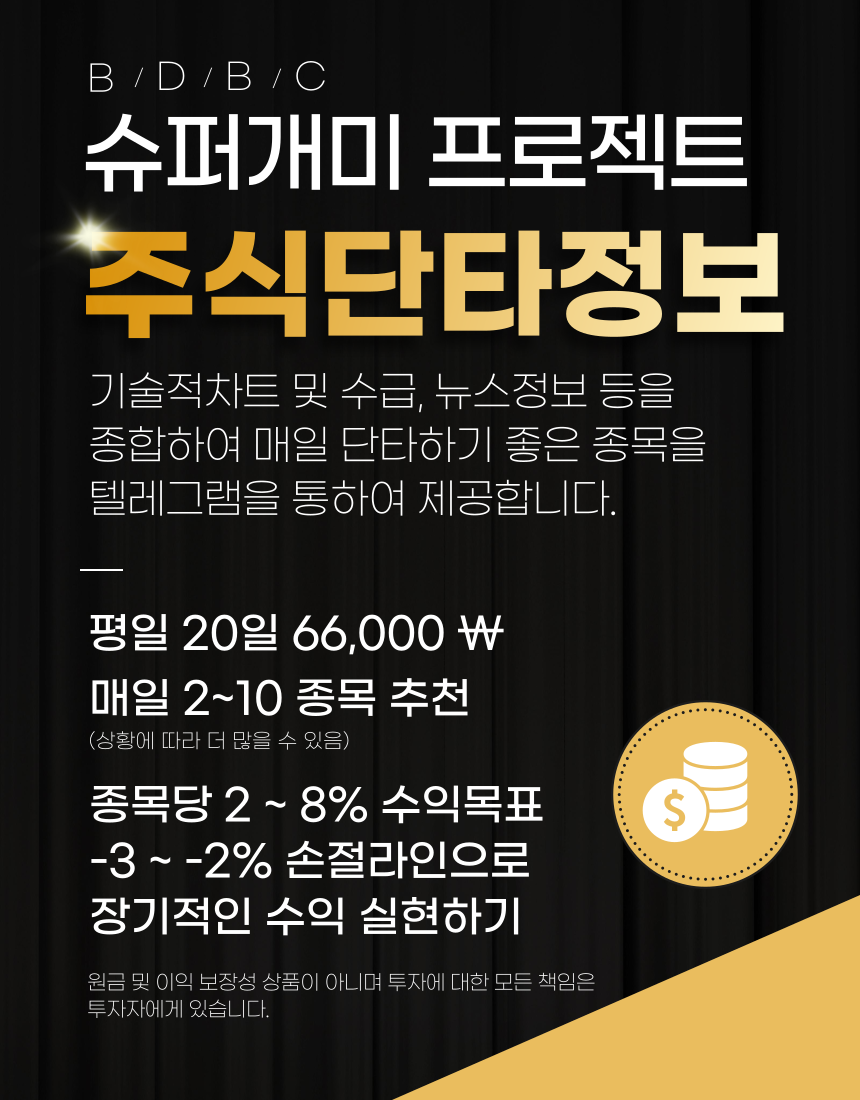 B / D / B / C
슈퍼개미 프로젝트
주식단타정보
기술적차트 및 수급, 뉴스정보 등을
종합하여 매일 단타하기 좋은 종목을
텔레그램을 통하여 제공합니다.
평일 20일 66,000 ₩
매일 2~10 종목 추천
(상황에 따라 더 많을 수 있음)
종목당 2 ~ 8% 수익목표
-3 ~ -2% 손절라인으로
장기적인 수익 실현하기
$
원금 및 이익 보장성 상품이 아니며 투자에 대한 모든 책임은
투자자에게 있습니다.